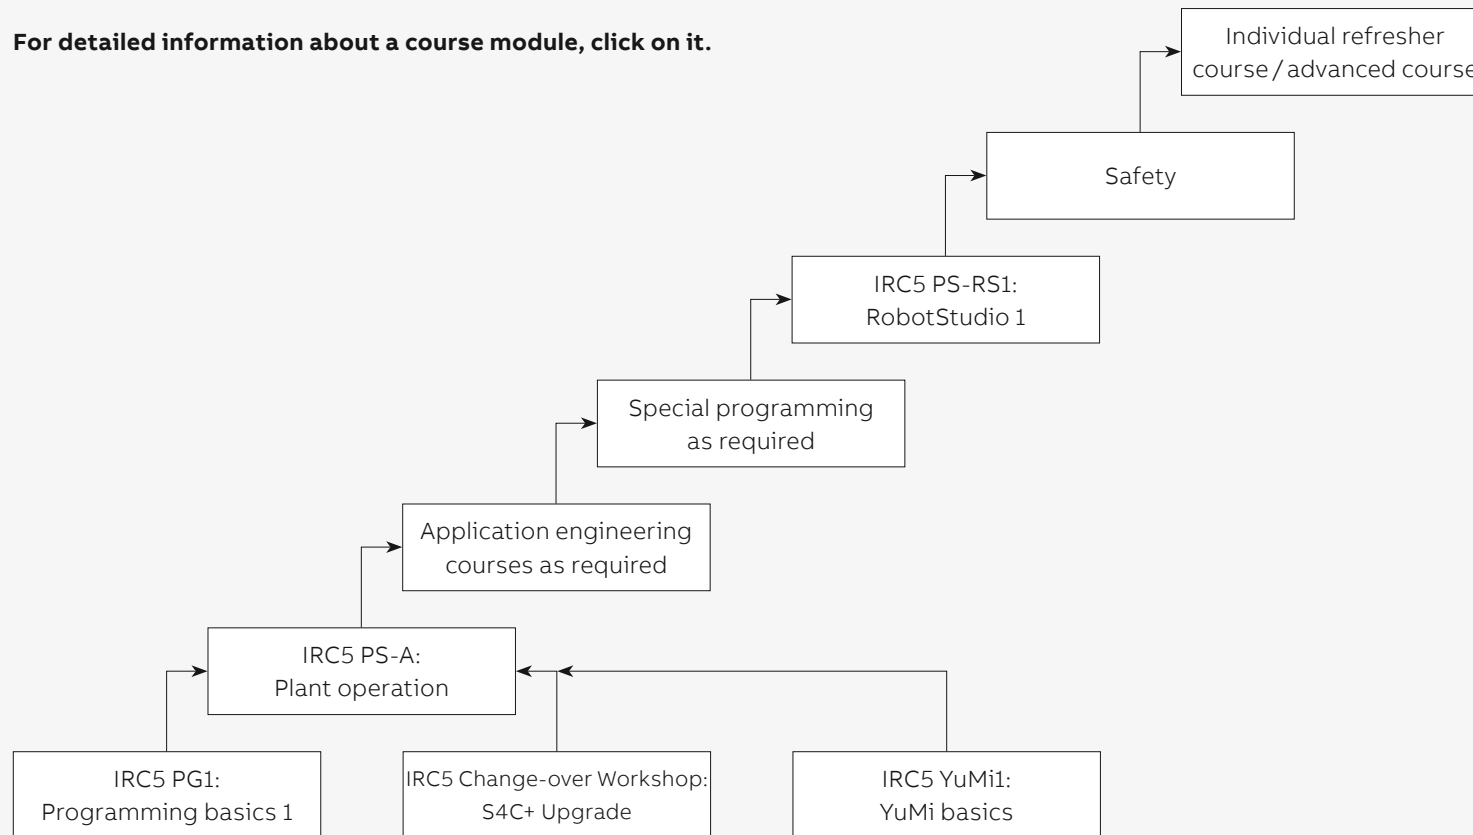 For detailed information about a course module, click on it.
Individual refresher
course / advanced course
Safety
IRC5 PS-RS1:
RobotStudio 1
Special programming
as required
Application engineering
courses as required
IRC5 PS-A:
Plant operation
IRC5 PG1:
Programming basics 1
IRC5 Change-over Workshop:
S4C+ Upgrade
IRC5 YuMi1:
YuMi basics